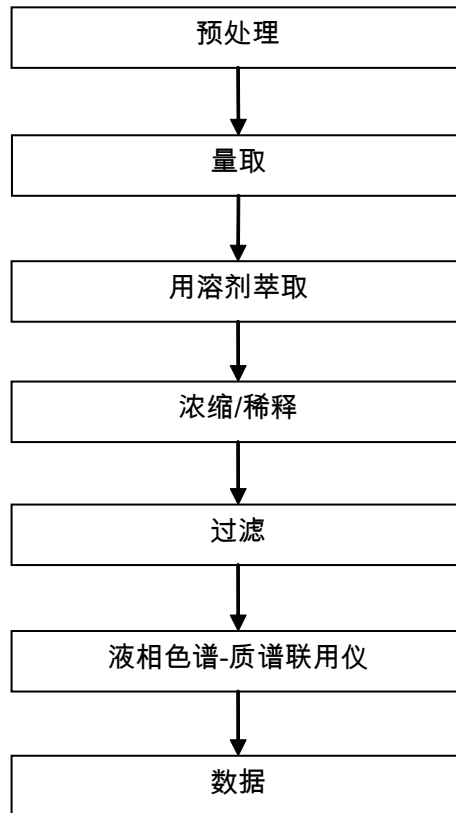 预处理
量取
用溶剂萃取
浓缩/稀释
过滤
液相色谱-质谱联用仪
数据